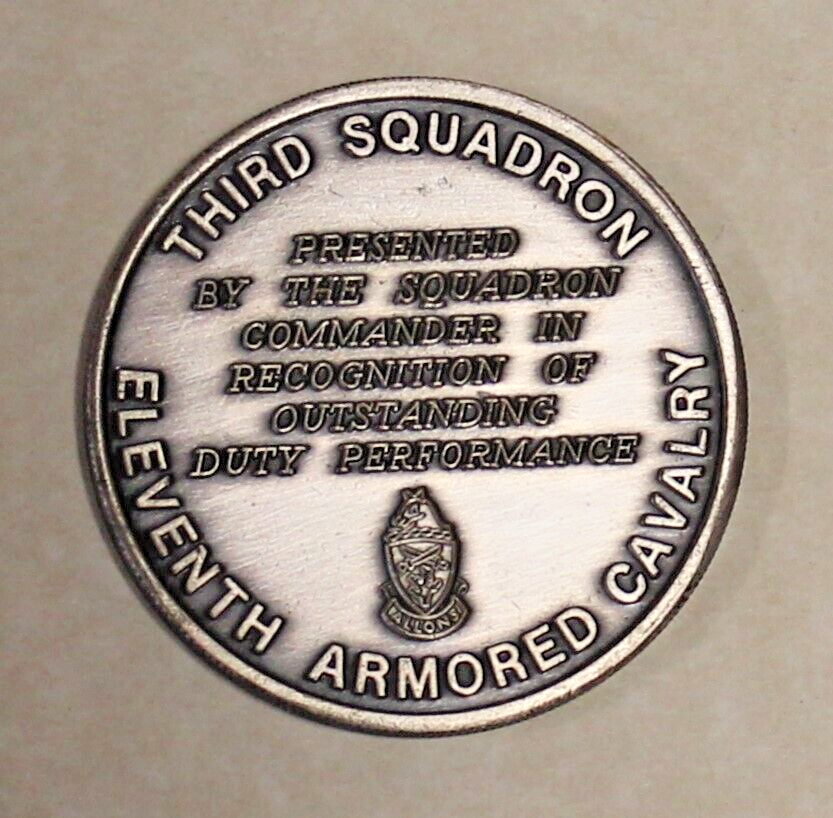 THIRD SQUADRON
PRESENTED
BY THE SQUADRON
COMMANDER IN
RECOGNITION OF
OUTSTANDING
DUTY PERFORMANCE
ALLONS
ELEVENTH ARMORED CAVALRY